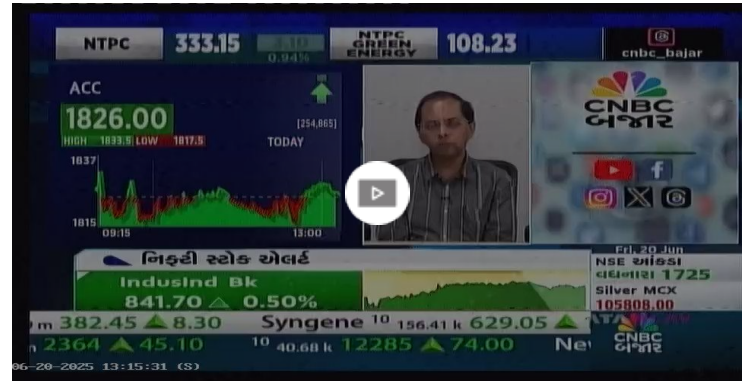 NTPC 333.15 0.94% NTPC GREEN ENERGY 108.23
cnbc_bajar
ACC
1826.00
[254,865]
HIGH 1833.5 LOW 1817.5 TODAY
1837
1815
09:15 13:00
CNBC
બજાર
Fri, 20 Jun
નિફ્ટી સ્ટોક એલર્ટ
IndusInd Bk
841.70 0.50%
NSE આંકડા
વધનારા 1725
Silver MCX
105808.00
m 382.45 8.30 Syngene 10 156.41 k 629.05
2364 45.10 10 40.68 k 12285 74.00
CNBC
બજાર
06-20-2025 13:15:31 (S)